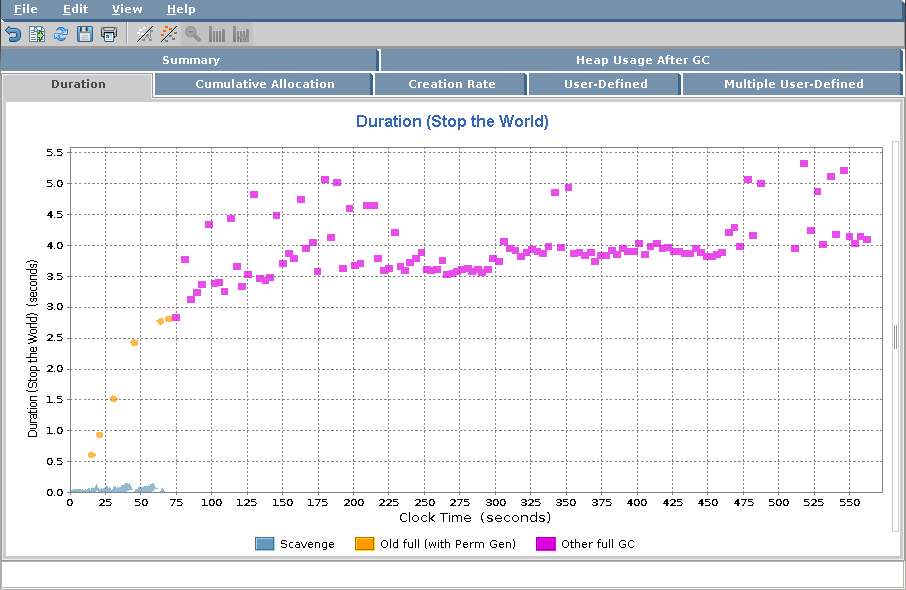 File Edit View Help
Summary Heap Usage After GC
Duration Cumulative Allocation Creation Rate User-Defined Multiple User-Defined
Duration (Stop the World)
Duration (Stop the World)  (seconds)
5.5
5.0
4.5
4.0
3.5
3.0
2.5
2.0
1.5
1.0
0.5
0.0
0 25 50 75 100 125 150 175 200 225 250 275 300 325 350 375 400 425 450 475 500 525 550
Clock Time  (seconds)
Scavenge Old full (with Perm Gen) Other full GC